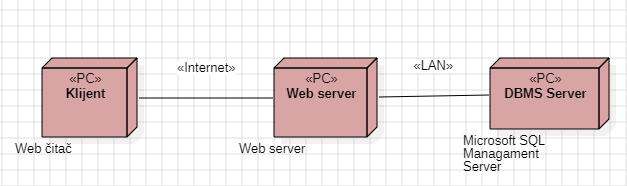 «PC»
Klijent
Web čitač
«Internet»
«PC»
Web server
Web server
«LAN»
«PC»
DBMS Server
Microsoft SQL
Managament
Server